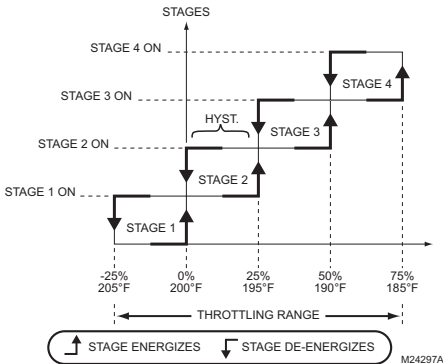 STAGES
STAGE 4 ON
STAGE 4
STAGE 3 ON
HYST.
STAGE 3
STAGE 2 ON
STAGE 2
STAGE 1 ON
STAGE 1
-25% 0% 25% 50% 75%
205°F 200°F 195°F 190°F 185°F
THROTTLING RANGE
STAGE ENERGIZES STAGE DE-ENERGIZES
M24297A